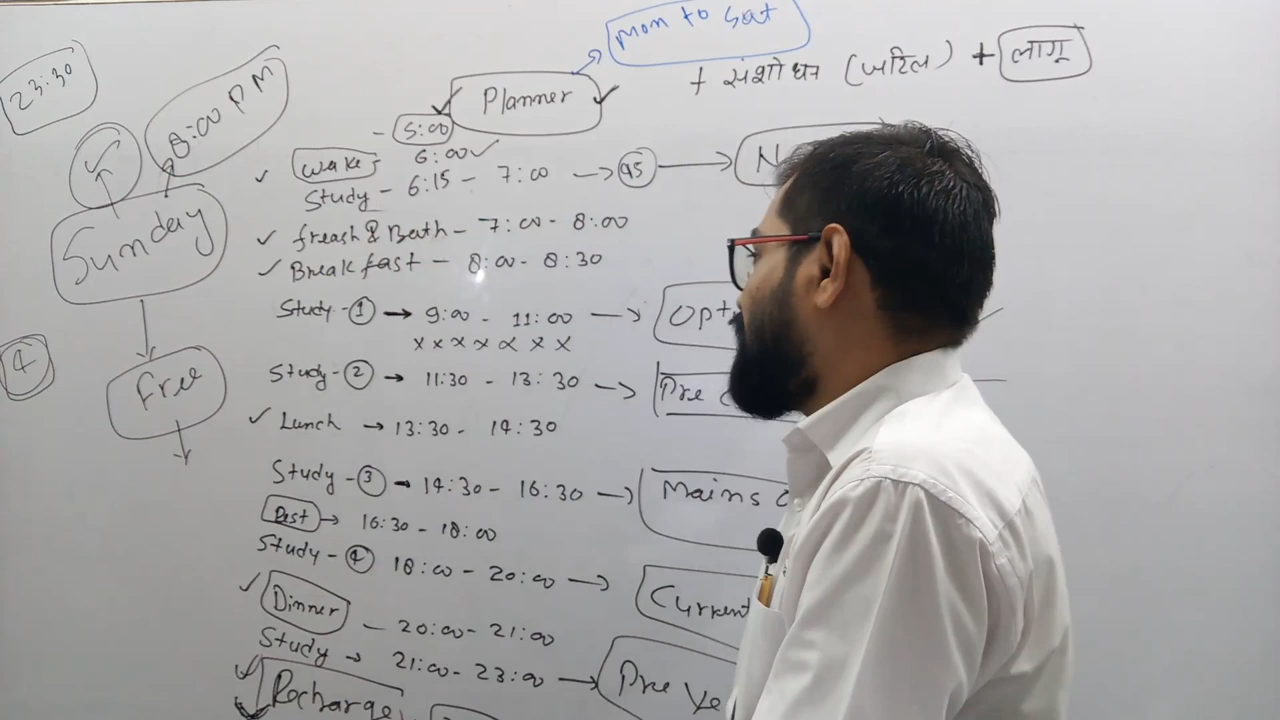 Mon to Sat
+ संशोधन (जटिल) + लागू
23:30
8:00 PM
Planner
5:00
Wake - 6:00
Study - 6:15 - 7:00 → 45 → N
Sunday
freash & Bath - 7:00 - 8:00
Breakfast - 8:00 - 8:30
Study - 1 → 9:00 - 11:00 → Opt
xxxxxxx
4
Free
Study - 2 → 11:30 - 13:30 → Pre
Lunch → 13:30 - 14:30
Study - 3 → 14:30 - 16:30 → Mains
Rest → 16:30 - 18:00
Study - 4 18:00 - 20:00 → Current
Dinner - 20:00 - 21:00
Study → 21:00 - 23:00 → Pre Ye
Recharge